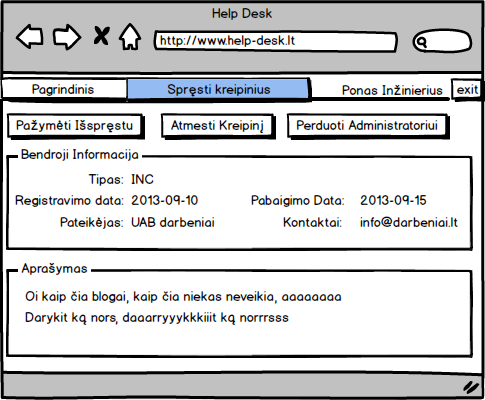 Help Desk
http://www.help-desk.lt
Pagrindinis Spręsti kreipinius Ponas Inžinierius exit
Pažymėti Išspręstu Atmesti Kreipinį Perduoti Administratoriui
Bendroji Informacija
Tipas: INC
Registravimo data: 2013-09-10 Pabaigimo Data: 2013-09-15
Pateikėjas: UAB darbeniai Kontaktai: info@darbeniai.lt
Aprašymas
Oi kaip čia blogai, kaip čia niekas neveikia, aaaaaaaa
Darykit ką nors, daaarryyykkkiiit ką norrrsss